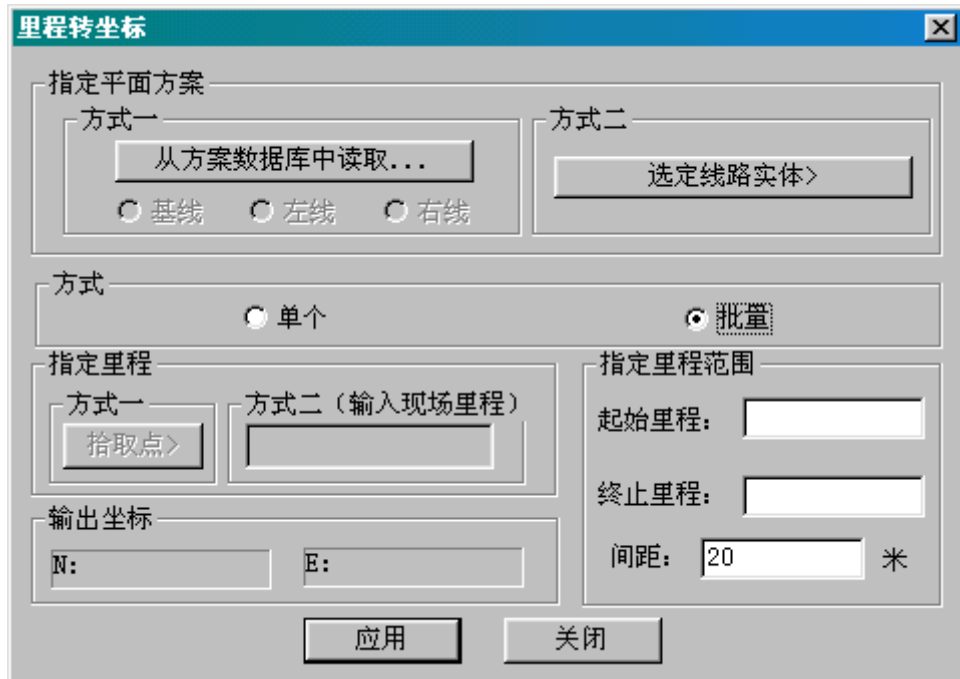 里程转坐标
指定平面方案
方式一
从方案数据库中读取...
基线 左线 右线
方式二
选定线路实体>
方式
单个 批量
指定里程
方式一
拾取点>
方式二（输入现场里程）
指定里程范围
起始里程：
终止里程：
间距： 20 米
输出坐标
N: E:
应用 关闭